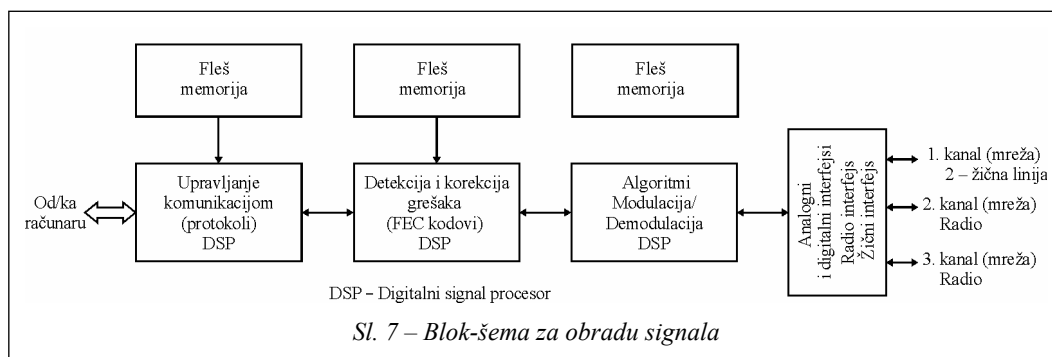 Fleš
memorija
Fleš
memorija
Fleš
memorija
Od/ka
računaru
Upravljanje
komunikacijom
(protokoli)
DSP
Detekcija i korekcija
grešaka
(FEC kodovi)
DSP
Algoritmi
Modulacija/
Demodulacija
DSP
Analogni
i digitalni interfejsi
Radio interfejs
Žični interfejs
1. kanal (mreža)
2 – žična linija
2. kanal (mreža)
Radio
3. kanal (mreža)
Radio
DSP – Digitalni signal procesor
Sl. 7 – Blok-šema za obradu signala